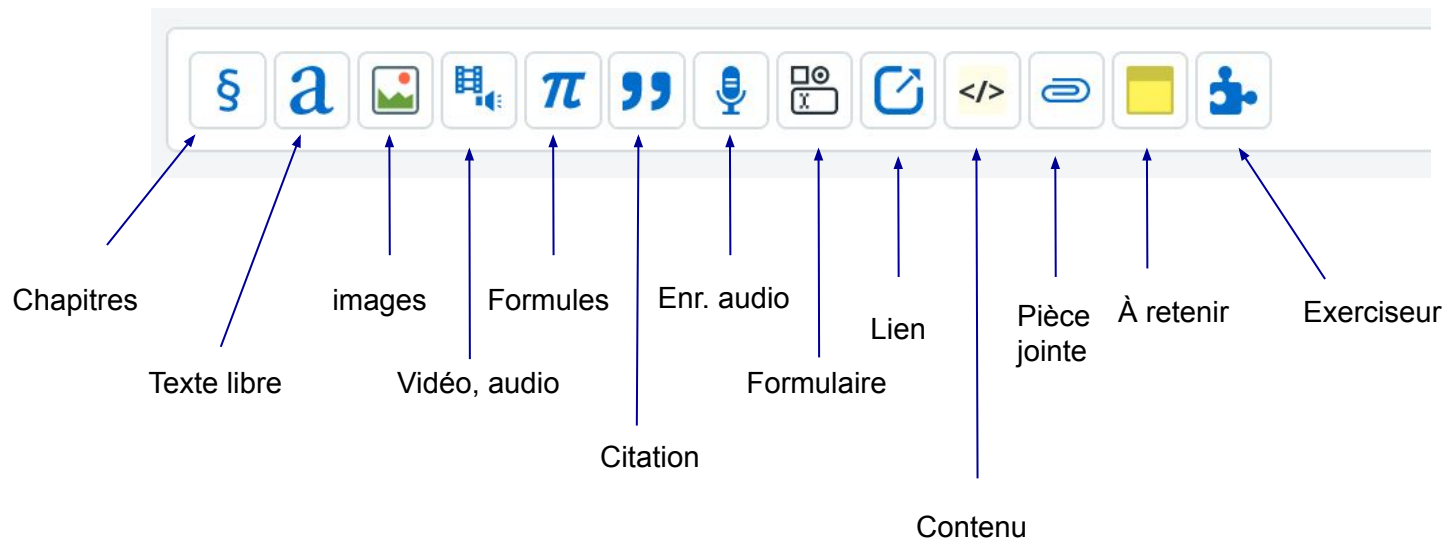 § a π ” </>
Chapitres
images
Formules
Enr. audio
Lien
Pièce
jointe
À retenir
Exerciseur
Texte libre
Vidéo, audio
Formulaire
Citation
Contenu